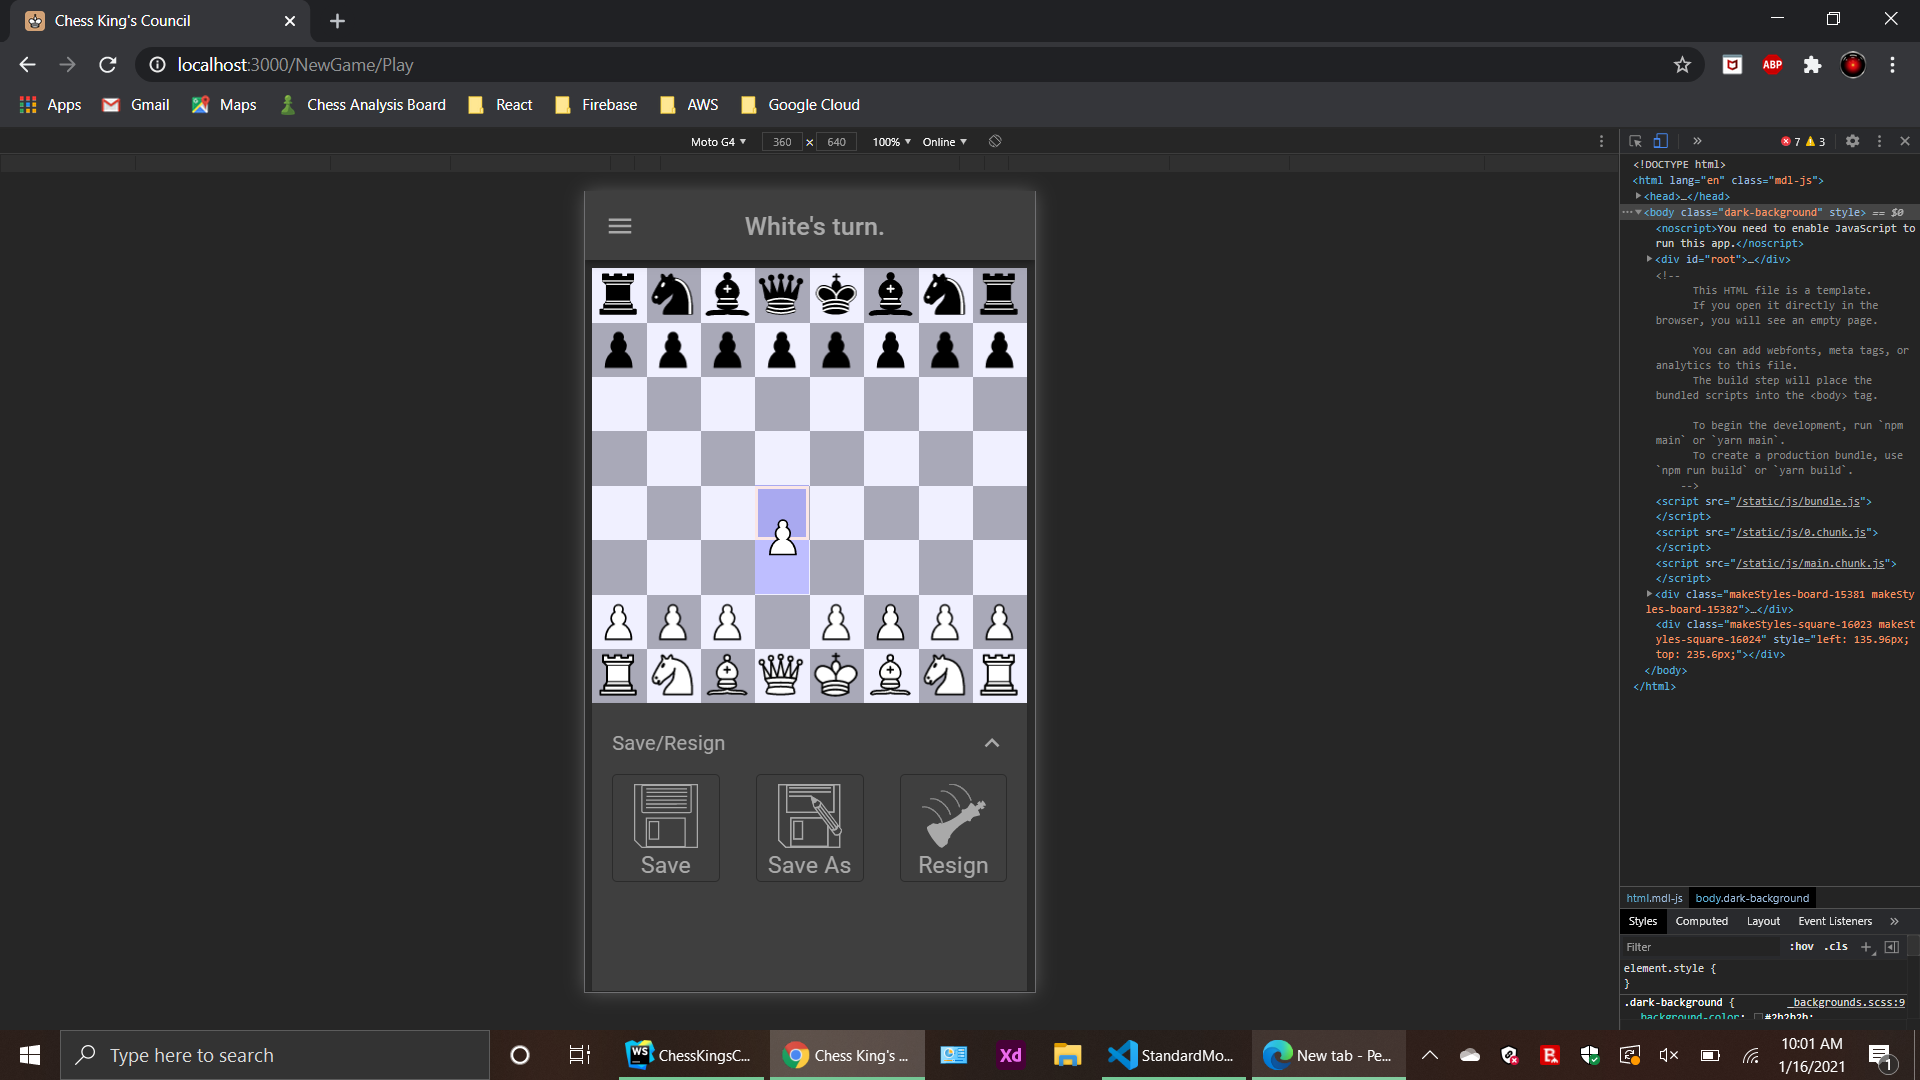 Chess King's Council
localhost:3000/NewGame/Play
ABP
Apps Gmail Maps Chess Analysis Board React Firebase AWS Google Cloud
Moto G4 360 × 640 100% Online
7 3
White's turn.
Save/Resign
Save Save As Resign
<!DOCTYPE html>
<html lang="en" class="mdl-js">
<head>…</head>
<body class="dark-background" style> == $0
<noscript>You need to enable JavaScript to
run this app.</noscript>
<div id="root">…</div>
<!--
This HTML file is a template.
If you open it directly in the
browser, you will see an empty page.
You can add webfonts, meta tags, or
analytics to this file.
The build step will place the
bundled scripts into the <body> tag.
To begin the development, run `npm
main` or `yarn main`.
To create a production bundle, use
`npm run build` or `yarn build`.
-->
<script src="/static/js/bundle.js">
</script>
<script src="/static/js/0.chunk.js">
</script>
<script src="/static/js/main.chunk.js">
</script>
<div class="makeStyles-board-15381 makeSty
les-board-15382">…</div>
<div class="makeStyles-square-16023 makeSt
yles-square-16024" style="left: 135.96px;
top: 235.6px;"></div>
</body>
</html>
html.mdl-js body.dark-background
Styles Computed Layout Event Listeners
Filter :hov .cls
element.style {
}
.dark-background { _backgrounds.scss:9
background-color: #2b2b2b;
Type here to search
WS ChessKingsC...
Chess King's ...
Xd
StandardMo...
New tab - Pe...
10:01 AM
1/16/2021
1